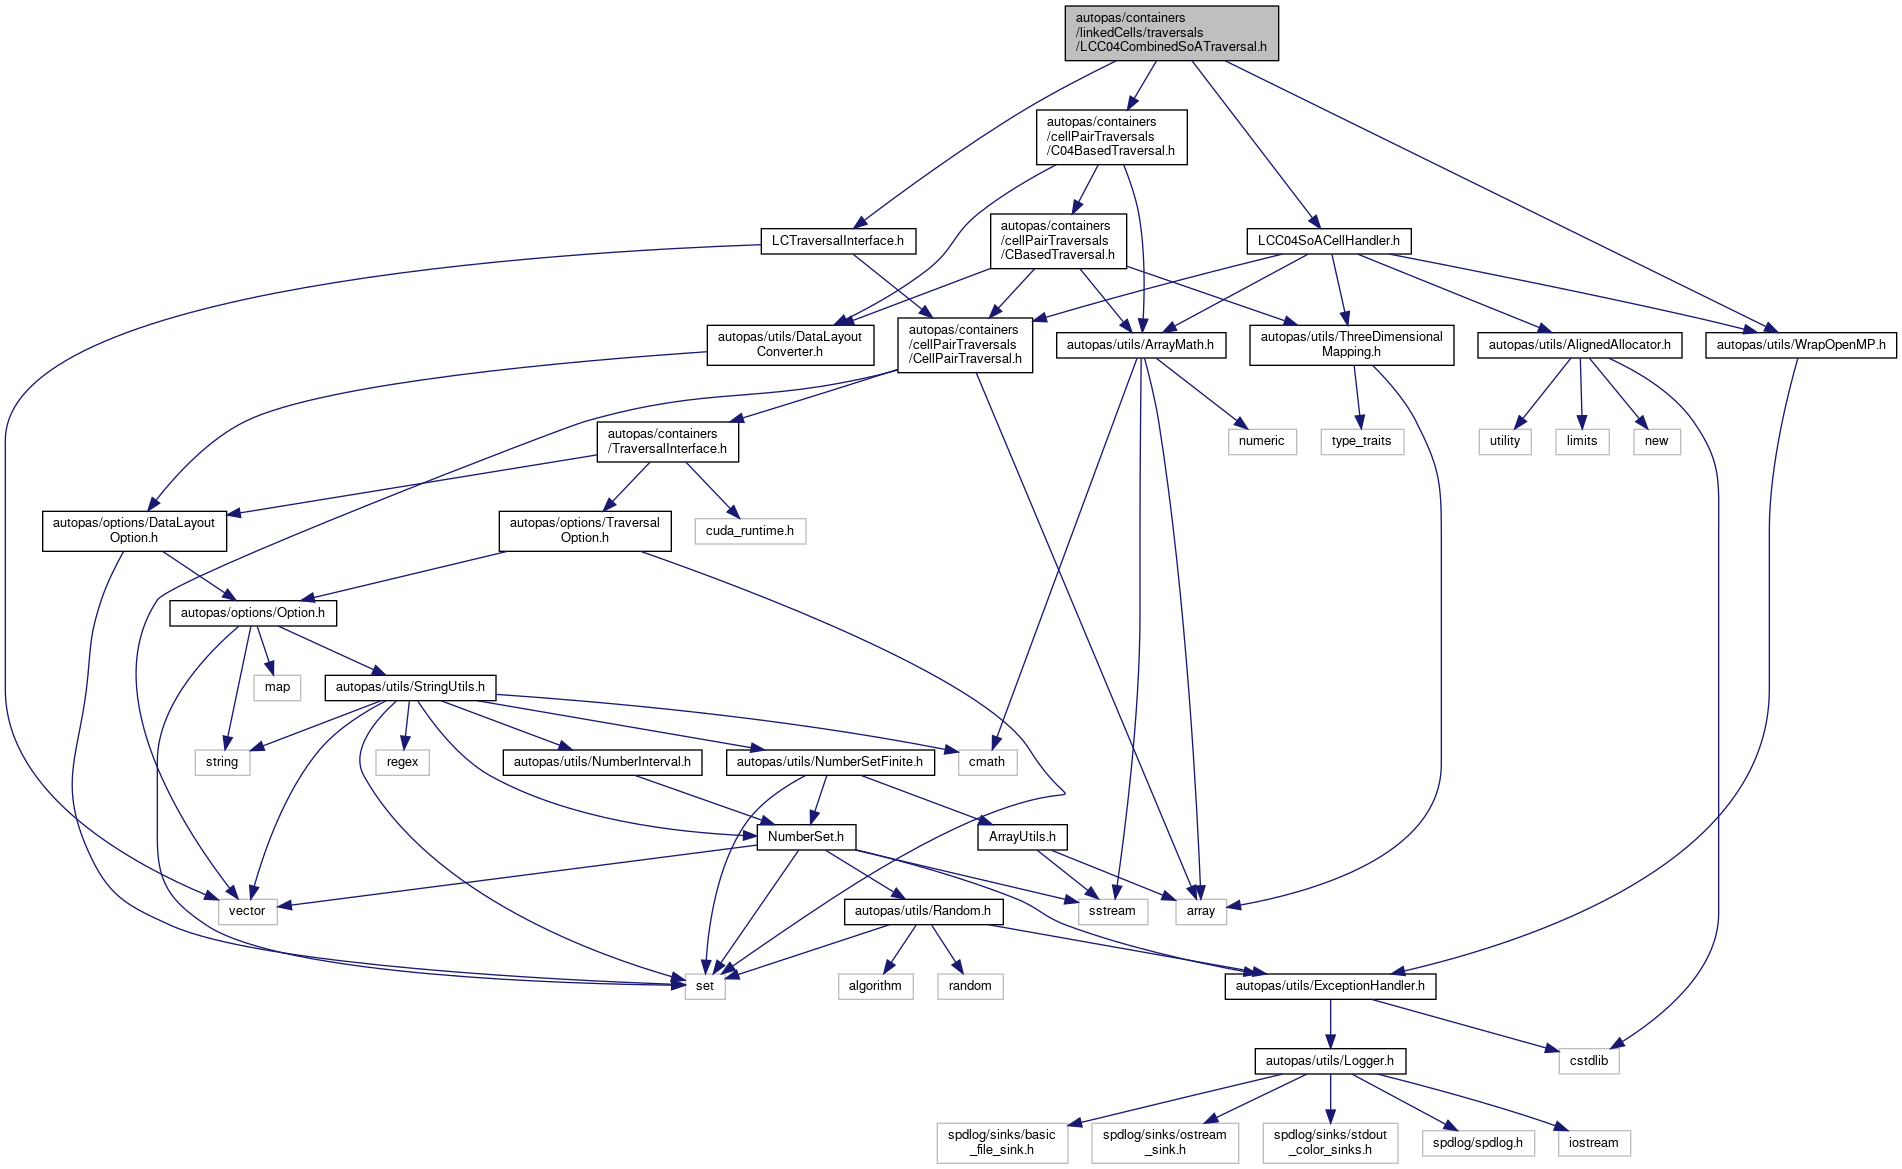 autopas/containers
/linkedCells/traversals
/LCC04CombinedSoATraversal.h
autopas/containers
/cellPairTraversals
/C04BasedTraversal.h
LCTraversalInterface.h
autopas/containers
/cellPairTraversals
/CBasedTraversal.h
LCC04SoACellHandler.h
autopas/utils/DataLayout
Converter.h
autopas/containers
/cellPairTraversals
/CellPairTraversal.h
autopas/utils/ArrayMath.h
autopas/utils/ThreeDimensional
Mapping.h
autopas/utils/AlignedAllocator.h
autopas/utils/WrapOpenMP.h
autopas/containers
/TraversalInterface.h
numeric
type_traits
utility
limits
new
autopas/options/DataLayout
Option.h
autopas/options/Traversal
Option.h
cuda_runtime.h
autopas/options/Option.h
map
autopas/utils/StringUtils.h
string
regex
autopas/utils/NumberInterval.h
autopas/utils/NumberSetFinite.h
cmath
NumberSet.h
ArrayUtils.h
vector
autopas/utils/Random.h
sstream
array
set
algorithm
random
autopas/utils/ExceptionHandler.h
autopas/utils/Logger.h
cstdlib
spdlog/sinks/basic
_file_sink.h
spdlog/sinks/ostream
_sink.h
spdlog/sinks/stdout
_color_sinks.h
spdlog/spdlog.h
iostream